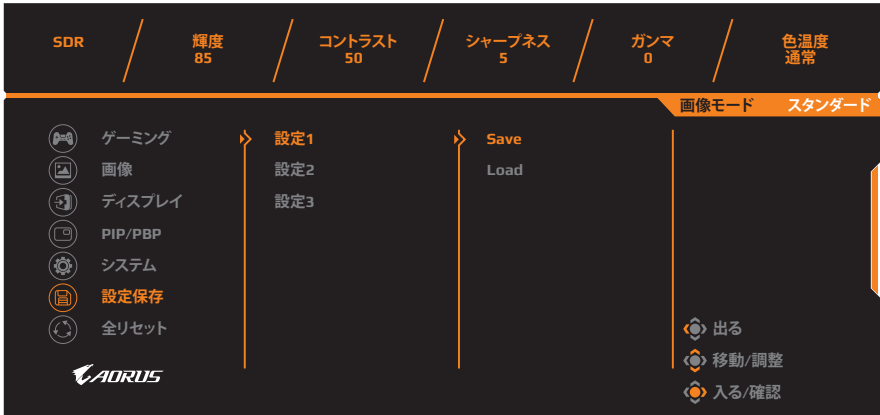 SDR
輝度
85
コントラスト
50
シャープネス
5
ガンマ
0
色温度
通常
画像モード スタンダード
ゲーミング
画像
ディスプレイ
PIP/PBP
システム
設定保存
全リセット
設定1
設定2
設定3
Save
Load
出る
移動/調整
入る/確認
AORUS